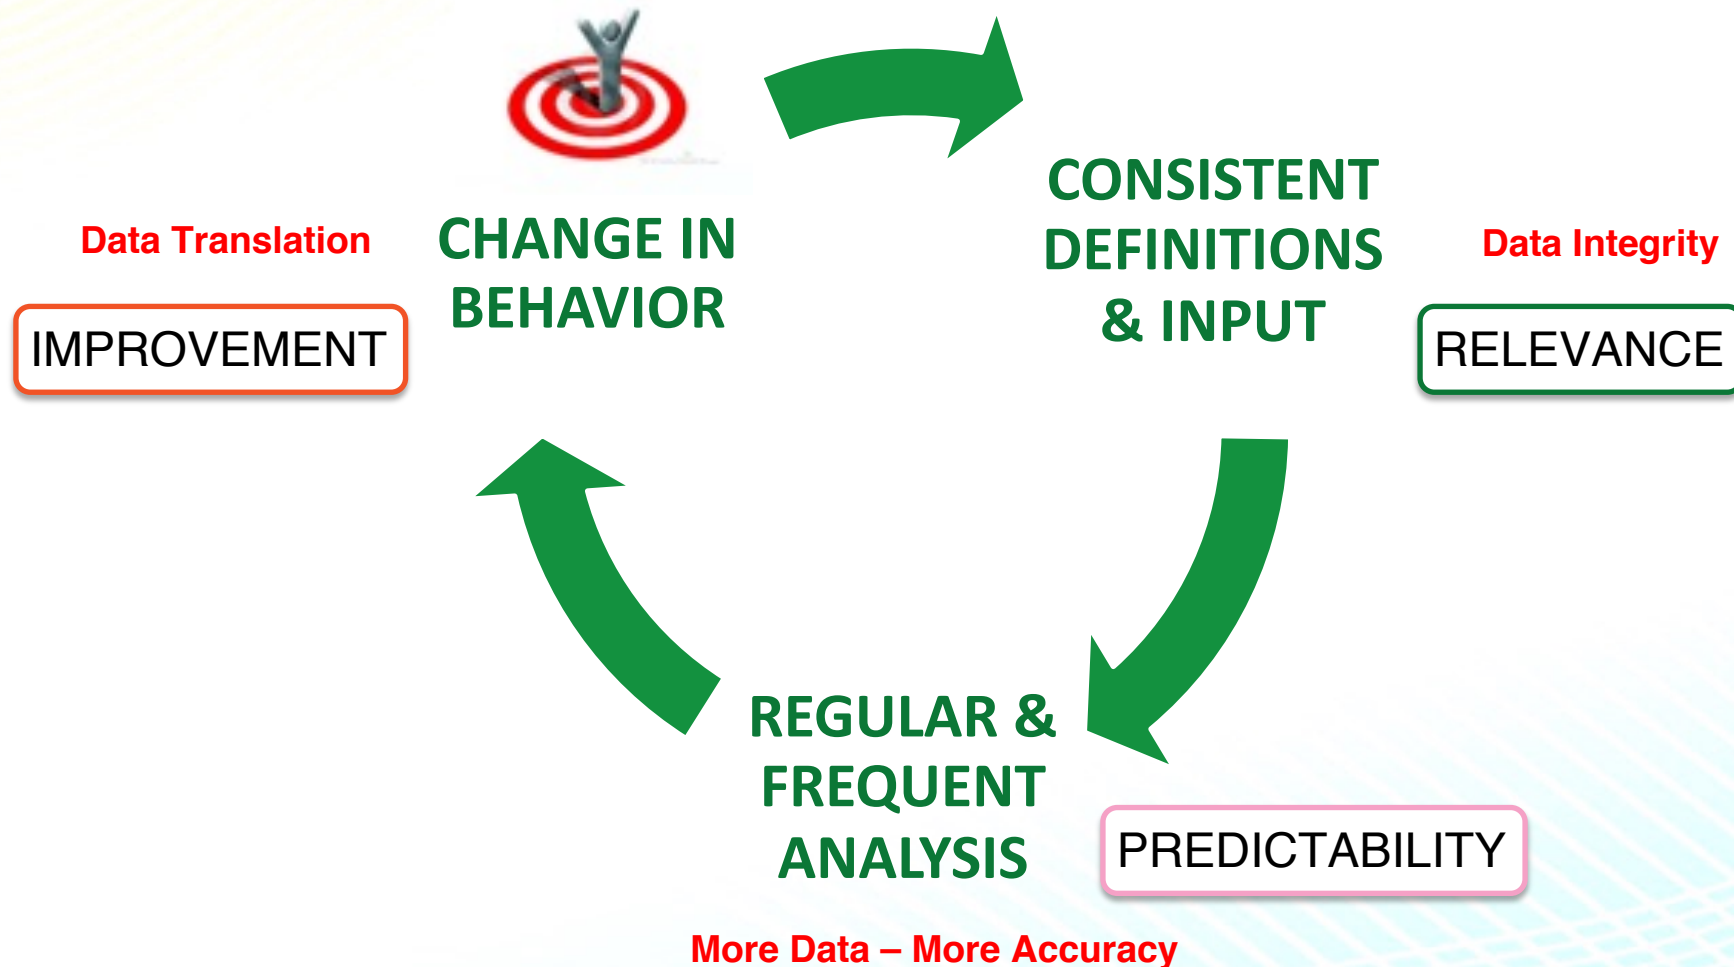 CHANGE IN
BEHAVIOR
Data Translation
IMPROVEMENT
CONSISTENT
DEFINITIONS
& INPUT
Data Integrity
RELEVANCE
REGULAR &
FREQUENT
ANALYSIS
PREDICTABILITY
More Data – More Accuracy